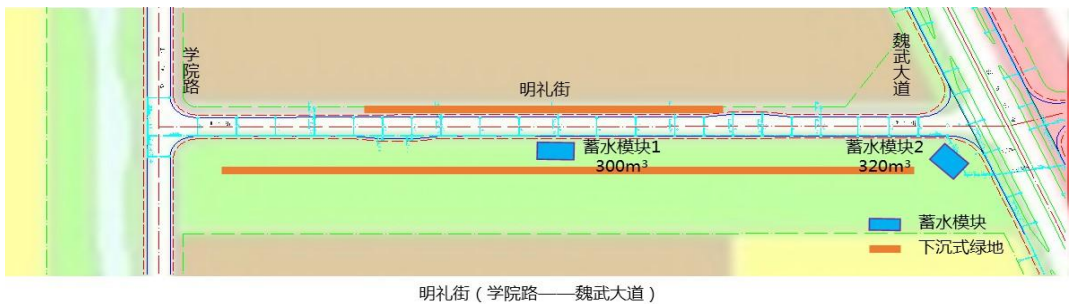 学院路
明礼街
魏武大道
蓄水模块1
300m³
蓄水模块2
320m³
蓄水模块
下沉式绿地
明礼街（学院路——魏武大道）